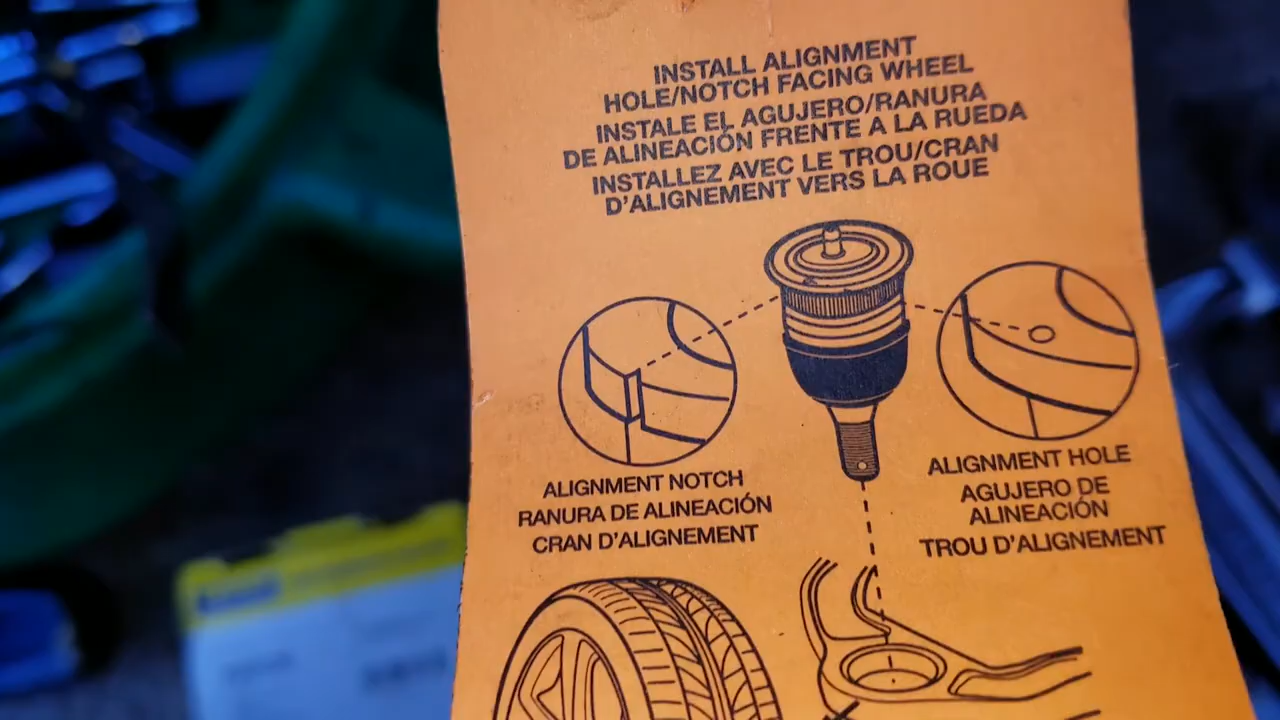 INSTALL ALIGNMENT
HOLE/NOTCH FACING WHEEL
INSTALE EL AGUJERO/RANURA
DE ALINEACIÓN FRENTE A LA RUEDA
INSTALLEZ AVEC LE TROU/CRAN
D'ALIGNEMENT VERS LA ROUE
ALIGNMENT NOTCH
RANURA DE ALINEACIÓN
CRAN D'ALIGNEMENT
ALIGNMENT HOLE
AGUJERO DE
ALINEACIÓN
TROU D'ALIGNEMENT